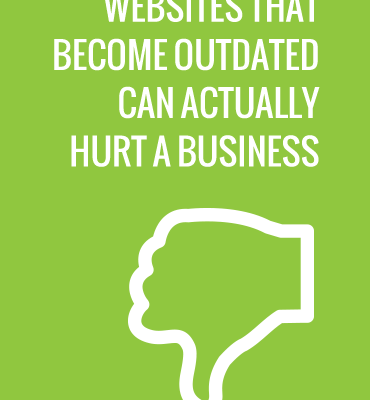 WEBSITES THAT
BECOME OUTDATED
CAN ACTUALLY
HURT A BUSINESS